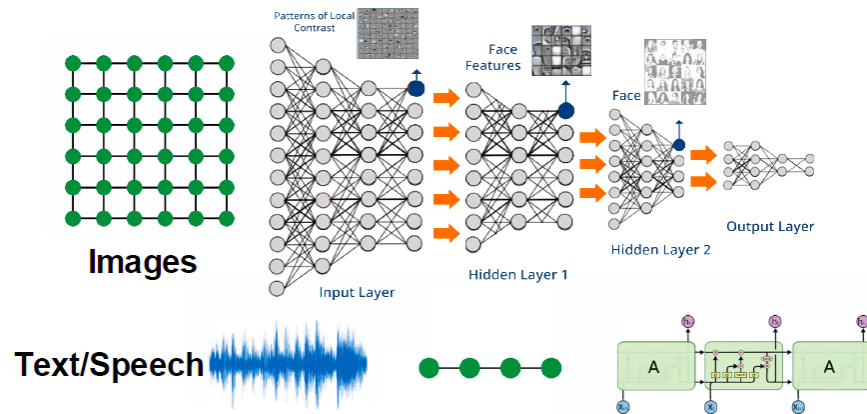 Patterns of Local
Contrast
Face
Features
Face
Images
Input Layer
Hidden Layer 1
Hidden Layer 2
Output Layer
Text/Speech
A
A